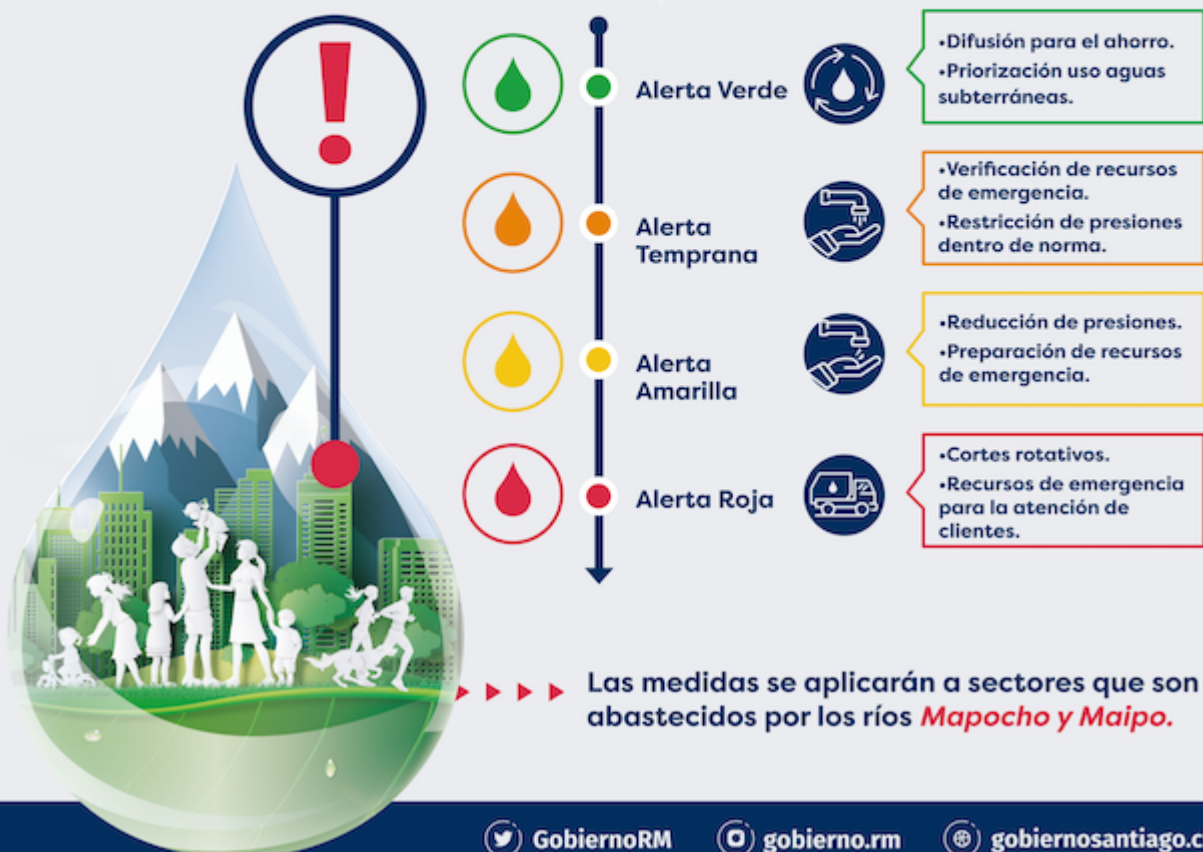 Alerta Verde
•Difusión para el ahorro.
•Priorización uso aguas
subterráneas.
Alerta
Temprana
•Verificación de recursos
de emergencia.
•Restricción de presiones
dentro de norma.
Alerta
Amarilla
•Reducción de presiones.
•Preparación de recursos
de emergencia.
Alerta Roja
•Cortes rotativos.
•Recursos de emergencia
para la atención de
clientes.
Las medidas se aplicarán a sectores que son
abastecidos por los ríos Mapocho y Maipo.
GobiernoRM gobierno.rm gobiernosantiago.c